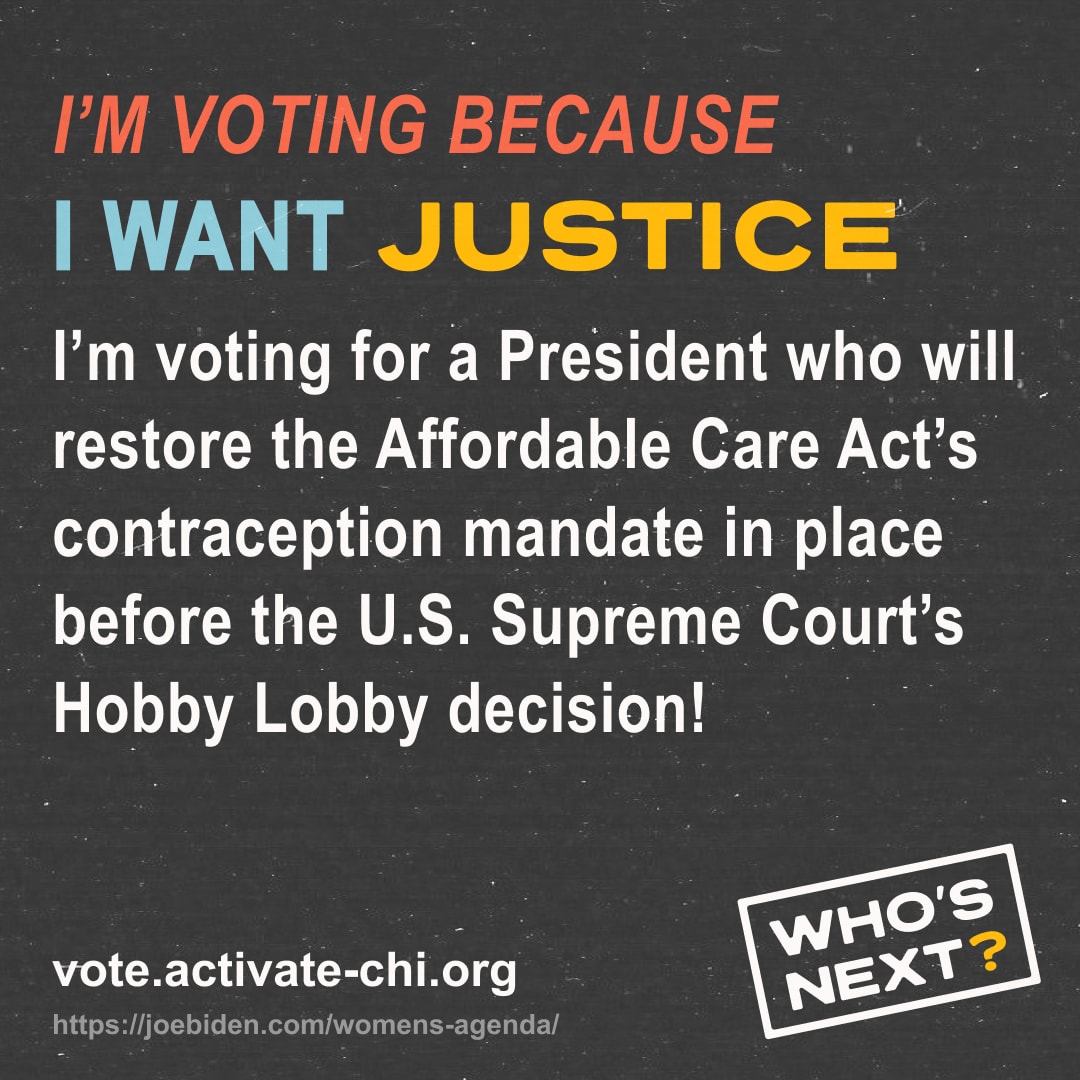 I’M VOTING BECAUSE
I WANT JUSTICE
I’m voting for a President who will
restore the Affordable Care Act’s
contraception mandate in place
before the U.S. Supreme Court’s
Hobby Lobby decision!
WHO’S
NEXT?
vote.activate-chi.org
https://joebiden.com/womens-agenda/